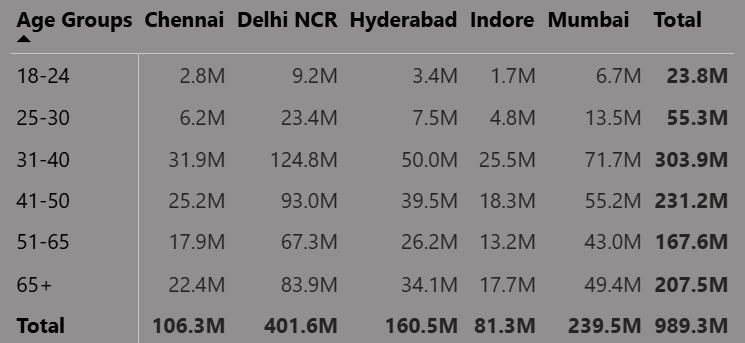 Age Groups Chennai Delhi NCR Hyderabad Indore Mumbai Total
18-24 2.8M 9.2M 3.4M 1.7M 6.7M 23.8M
25-30 6.2M 23.4M 7.5M 4.8M 13.5M 55.3M
31-40 31.9M 124.8M 50.0M 25.5M 71.7M 303.9M
41-50 25.2M 93.0M 39.5M 18.3M 55.2M 231.2M
51-65 17.9M 67.3M 26.2M 13.2M 43.0M 167.6M
65+ 22.4M 83.9M 34.1M 17.7M 49.4M 207.5M
Total 106.3M 401.6M 160.5M 81.3M 239.5M 989.3M